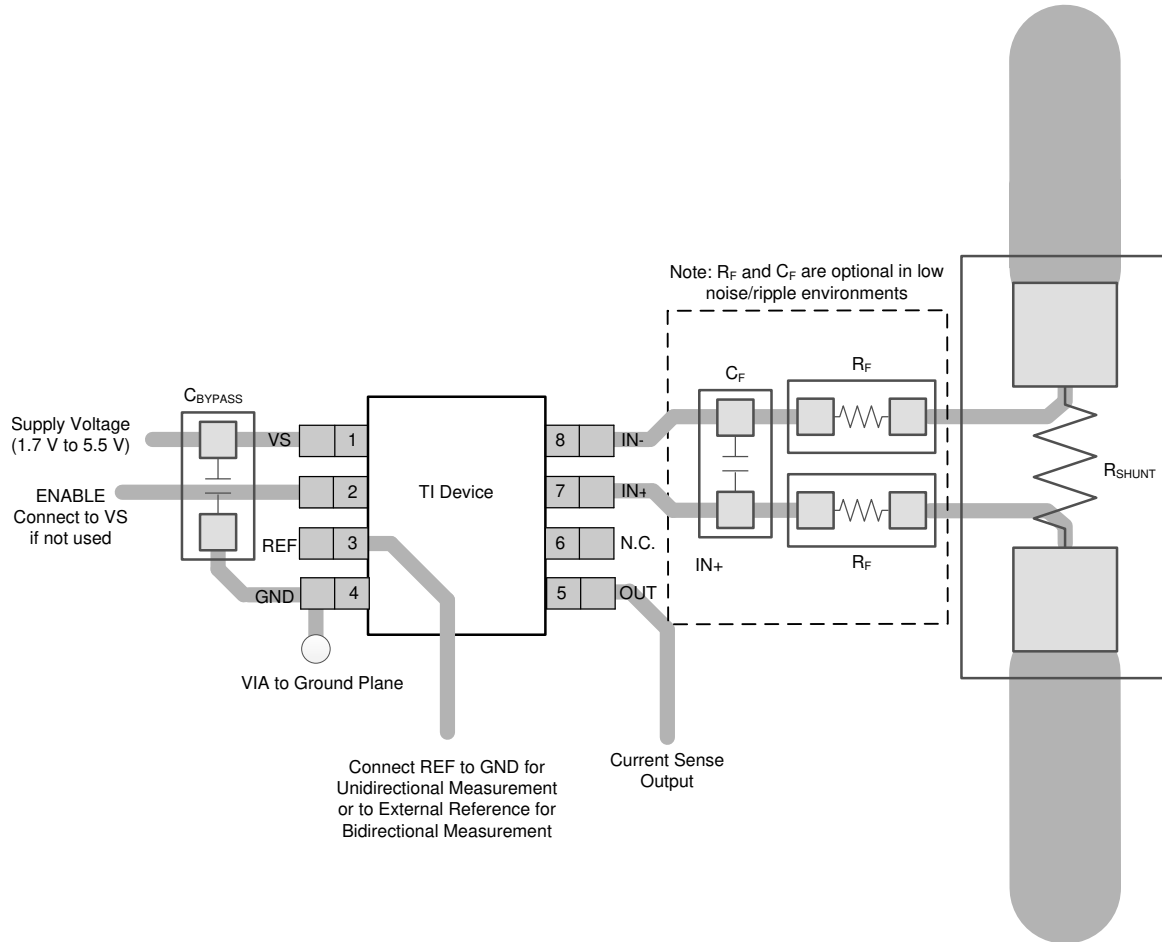 Note: RF and CF are optional in low
noise/ripple environments
CBYPASS
CF
RF
Supply Voltage
(1.7 V to 5.5 V)
VS
1
8
IN-
RSHUNT
ENABLE
Connect to VS
if not used
2
TI Device
7
IN+
REF
3
6
N.C.
IN+
RF
GND
4
5
OUT
VIA to Ground Plane
Connect REF to GND for
Unidirectional Measurement
or to External Reference for
Bidirectional Measurement
Current Sense
Output